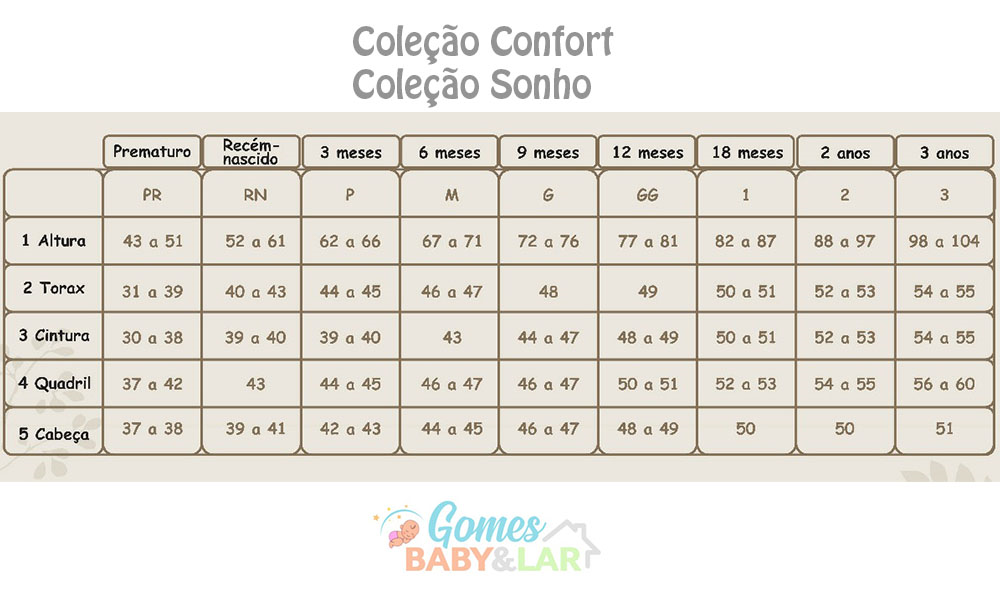 Coleção Confort
Coleção Sonho
Prematuro Recém-nascido 3 meses 6 meses 9 meses 12 meses 18 meses 2 anos 3 anos
PR RN P M G GG 1 2 3
1 Altura 43 a 51 52 a 61 62 a 66 67 a 71 72 a 76 77 a 81 82 a 87 88 a 97 98 a 104
2 Torax 31 a 39 40 a 43 44 a 45 46 a 47 48 49 50 a 51 52 a 53 54 a 55
3 Cintura 30 a 38 39 a 40 39 a 40 43 44 a 47 48 a 49 50 a 51 52 a 53 54 a 55
4 Quadril 37 a 42 43 44 a 45 46 a 47 46 a 47 50 a 51 52 a 53 54 a 55 56 a 60
5 Cabeça 37 a 38 39 a 41 42 a 43 44 a 45 46 a 47 48 a 49 50 50 51
Gomes
BABY&LAR